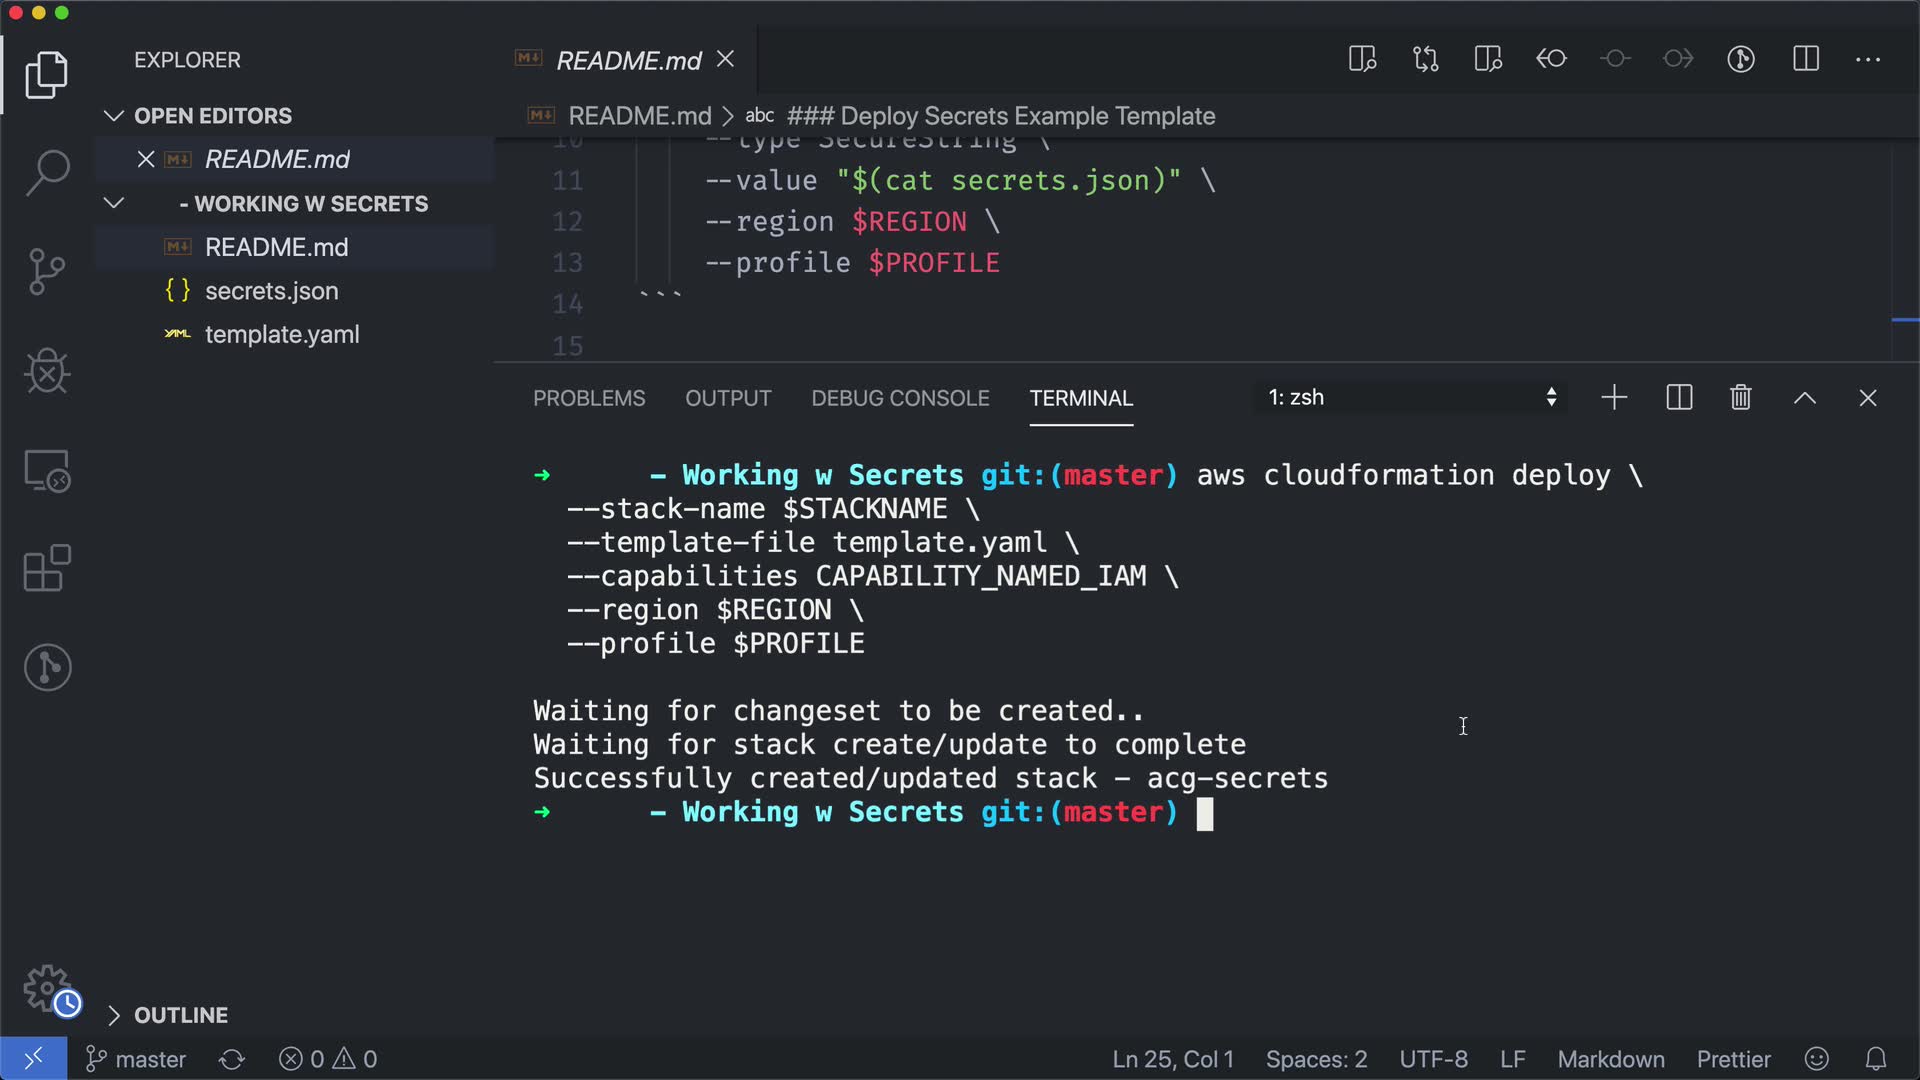 EXPLORER
OPEN EDITORS
README.md
- WORKING W SECRETS
README.md
{ } secrets.json
YAML template.yaml
README.md
README.md > abc ### Deploy Secrets Example Template
10 --type SecureString \
11 --value "$(cat secrets.json)" \
12 --region $REGION \
13 --profile $PROFILE
14 ```
15
PROBLEMS OUTPUT DEBUG CONSOLE TERMINAL 1: zsh
➜ - Working w Secrets git:(master) aws cloudformation deploy \
--stack-name $STACKNAME \
--template-file template.yaml \
--capabilities CAPABILITY_NAMED_IAM \
--region $REGION \
--profile $PROFILE
Waiting for changeset to be created..
Waiting for stack create/update to complete
Successfully created/updated stack - acg-secrets
➜ - Working w Secrets git:(master)
OUTLINE
master 0 0 Ln 25, Col 1 Spaces: 2 UTF-8 LF Markdown Prettier